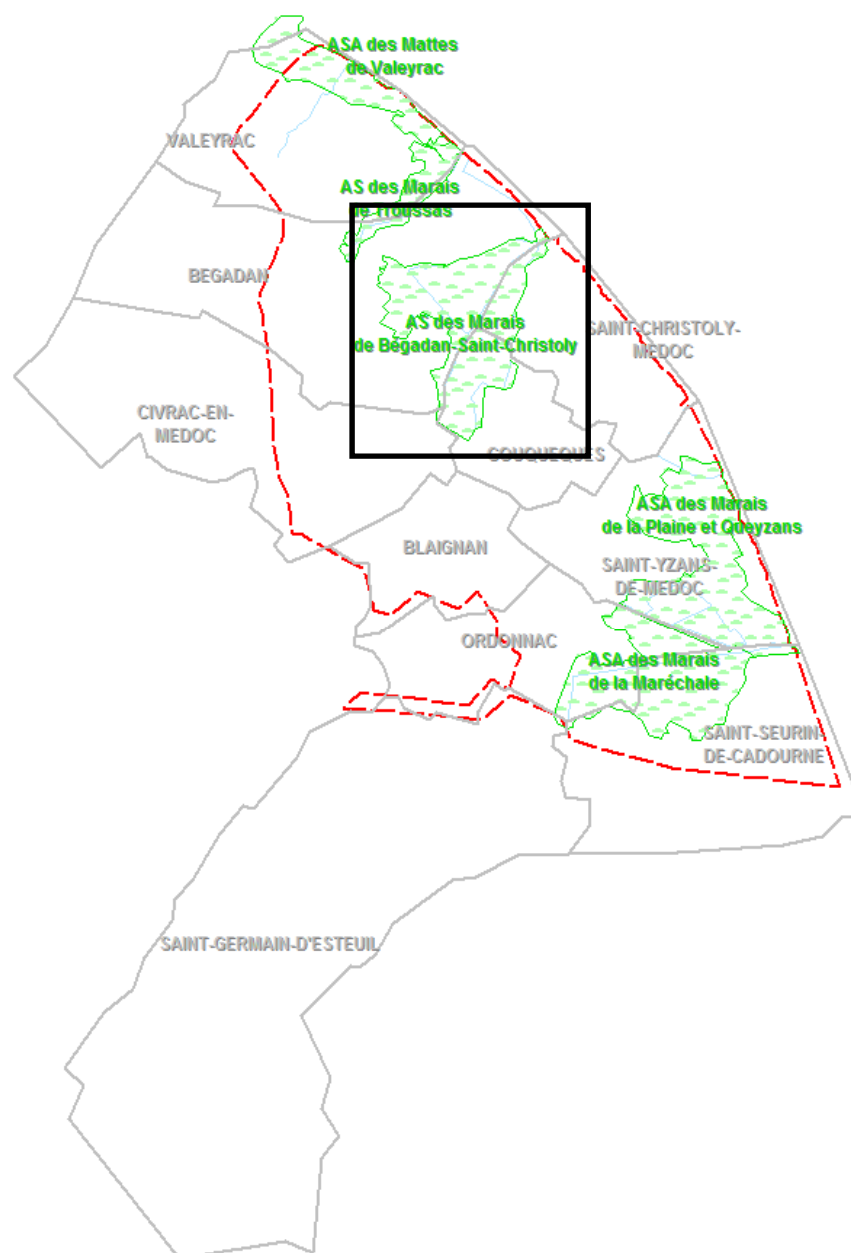 ASA des Mattes
de Valeyrac
VALEYRAC
AS des Marais
de Troussas
BEGADAN
AS des Marais
de Bégadan-Saint-Christoly
SAINT-CHRISTOLY-
MEDOC
CIVRAC-EN-
MEDOC
COUQUEQUES
ASA des Marais
de la Plaine et Queyzans
BLAIGNAN
SAINT-YZANS-
DE-MEDOC
ORDONNAC
ASA des Marais
de la Maréchale
SAINT-SEURIN-
DE-CADOURNE
SAINT-GERMAIN-D'ESTEUIL